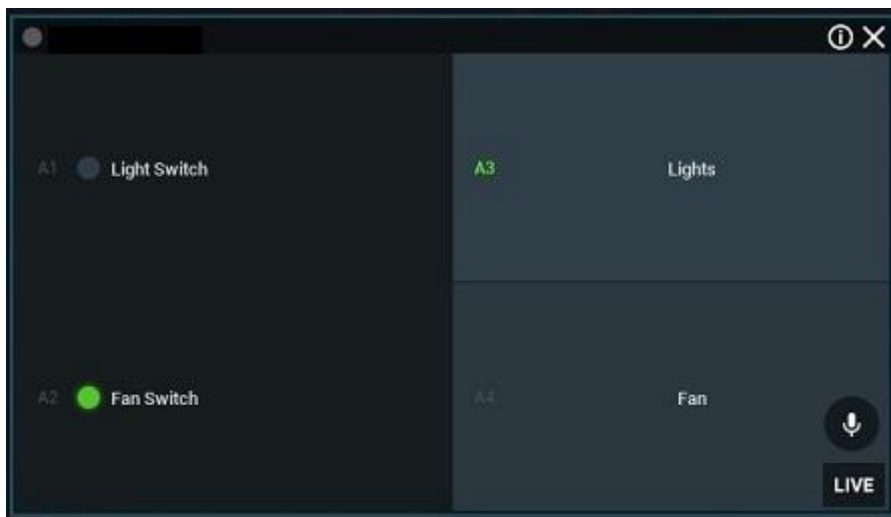 A1 Light Switch
A3 Lights
A2 Fan Switch
A4 Fan
LIVE